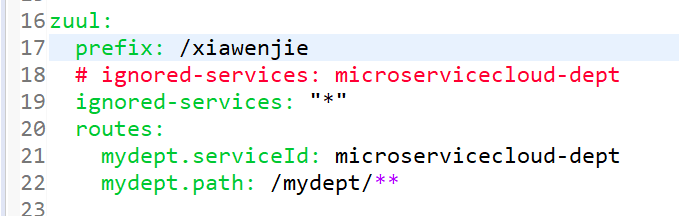 16 zuul:
17   prefix: /xiawenjie
18   # ignored-services: microservicecloud-dept
19   ignored-services: "*"
20   routes:
21     mydept.serviceId: microservicecloud-dept
22     mydept.path: /mydept/**
23